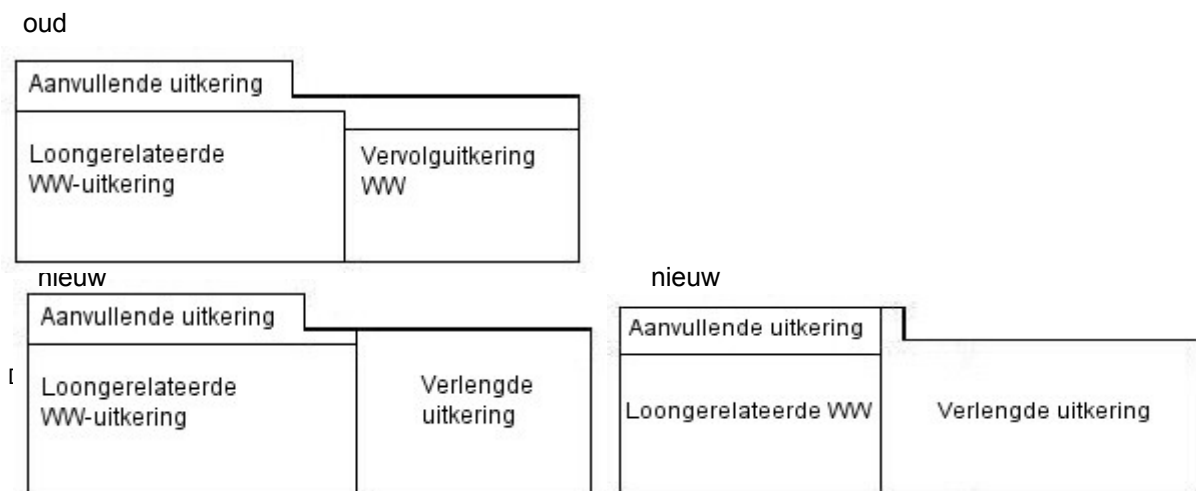 oud
Aanvullende uitkering
Loongerelateerde
WW-uitkering
Vervolguitkering
WW
nieuw
Aanvullende uitkering
Loongerelateerde
WW-uitkering
Verlengde
uitkering
nieuw
Aanvullende uitkering
Loongerelateerde WW
Verlengde uitkering